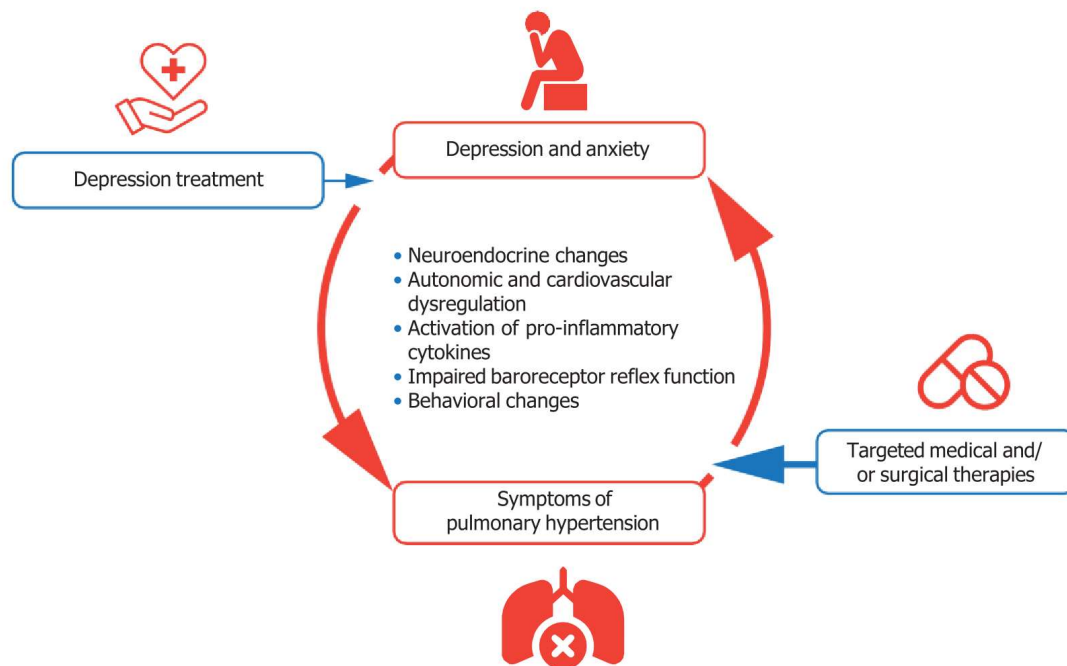 Depression and anxiety
Depression treatment
• Neuroendocrine changes
• Autonomic and cardiovascular
dysregulation
• Activation of pro-inflammatory
cytokines
• Impaired baroreceptor reflex function
• Behavioral changes
Targeted medical and/
or surgical therapies
Symptoms of
pulmonary hypertension